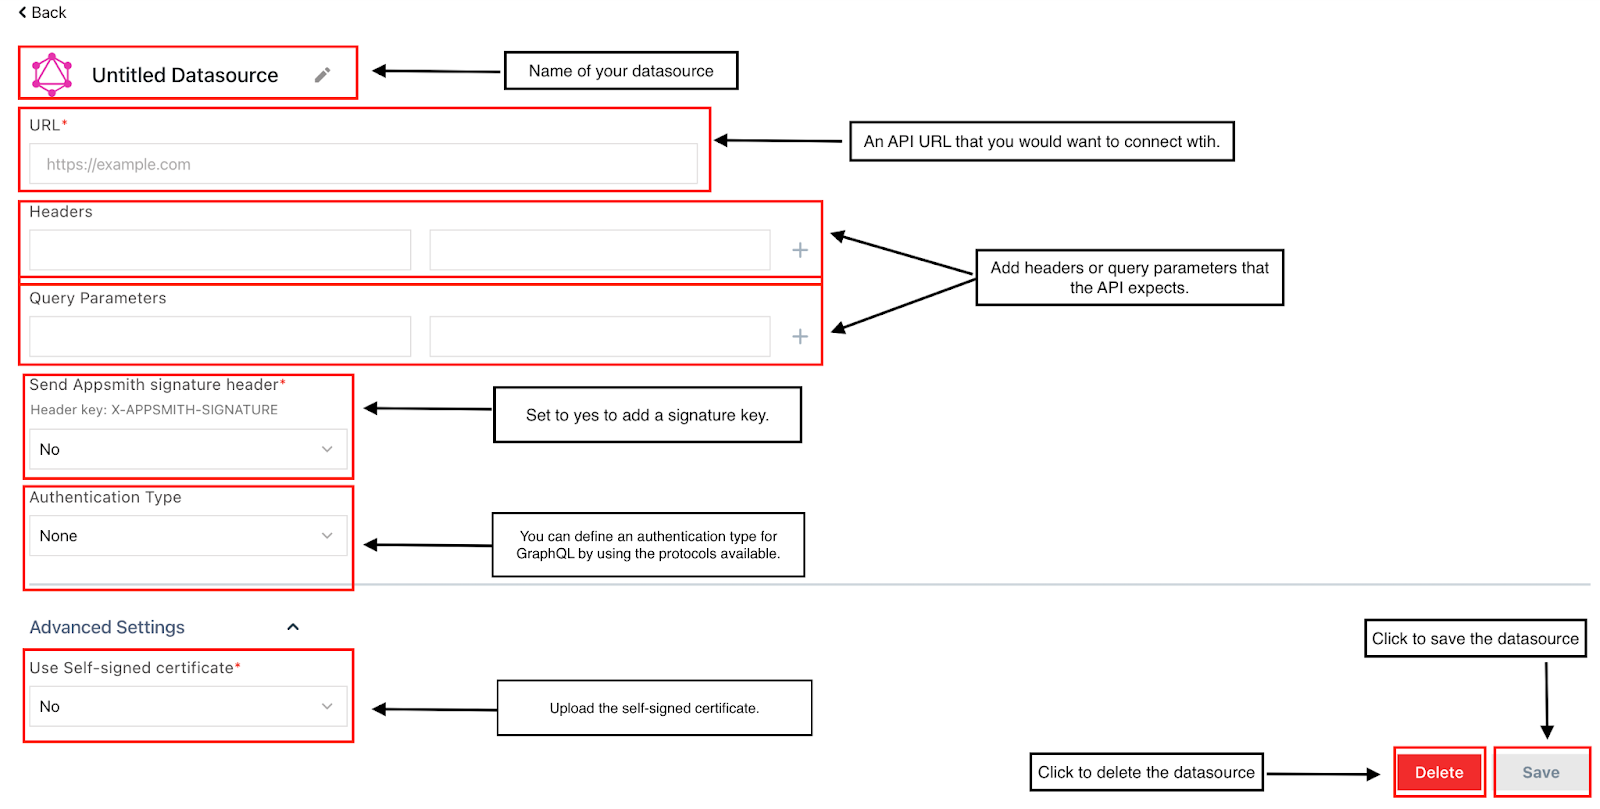 Back
Untitled Datasource
Name of your datasource
URL*
https://example.com
An API URL that you would want to connect wtih.
Headers
Add headers or query parameters that
the API expects.
Query Parameters
Send Appsmith signature header*
Header key: X-APPSMITH-SIGNATURE
No
Set to yes to add a signature key.
Authentication Type
None
You can define an authentication type for
GraphQL by using the protocols available.
Advanced Settings
Use Self-signed certificate*
No
Upload the self-signed certificate.
Click to save the datasource
Click to delete the datasource
Delete
Save